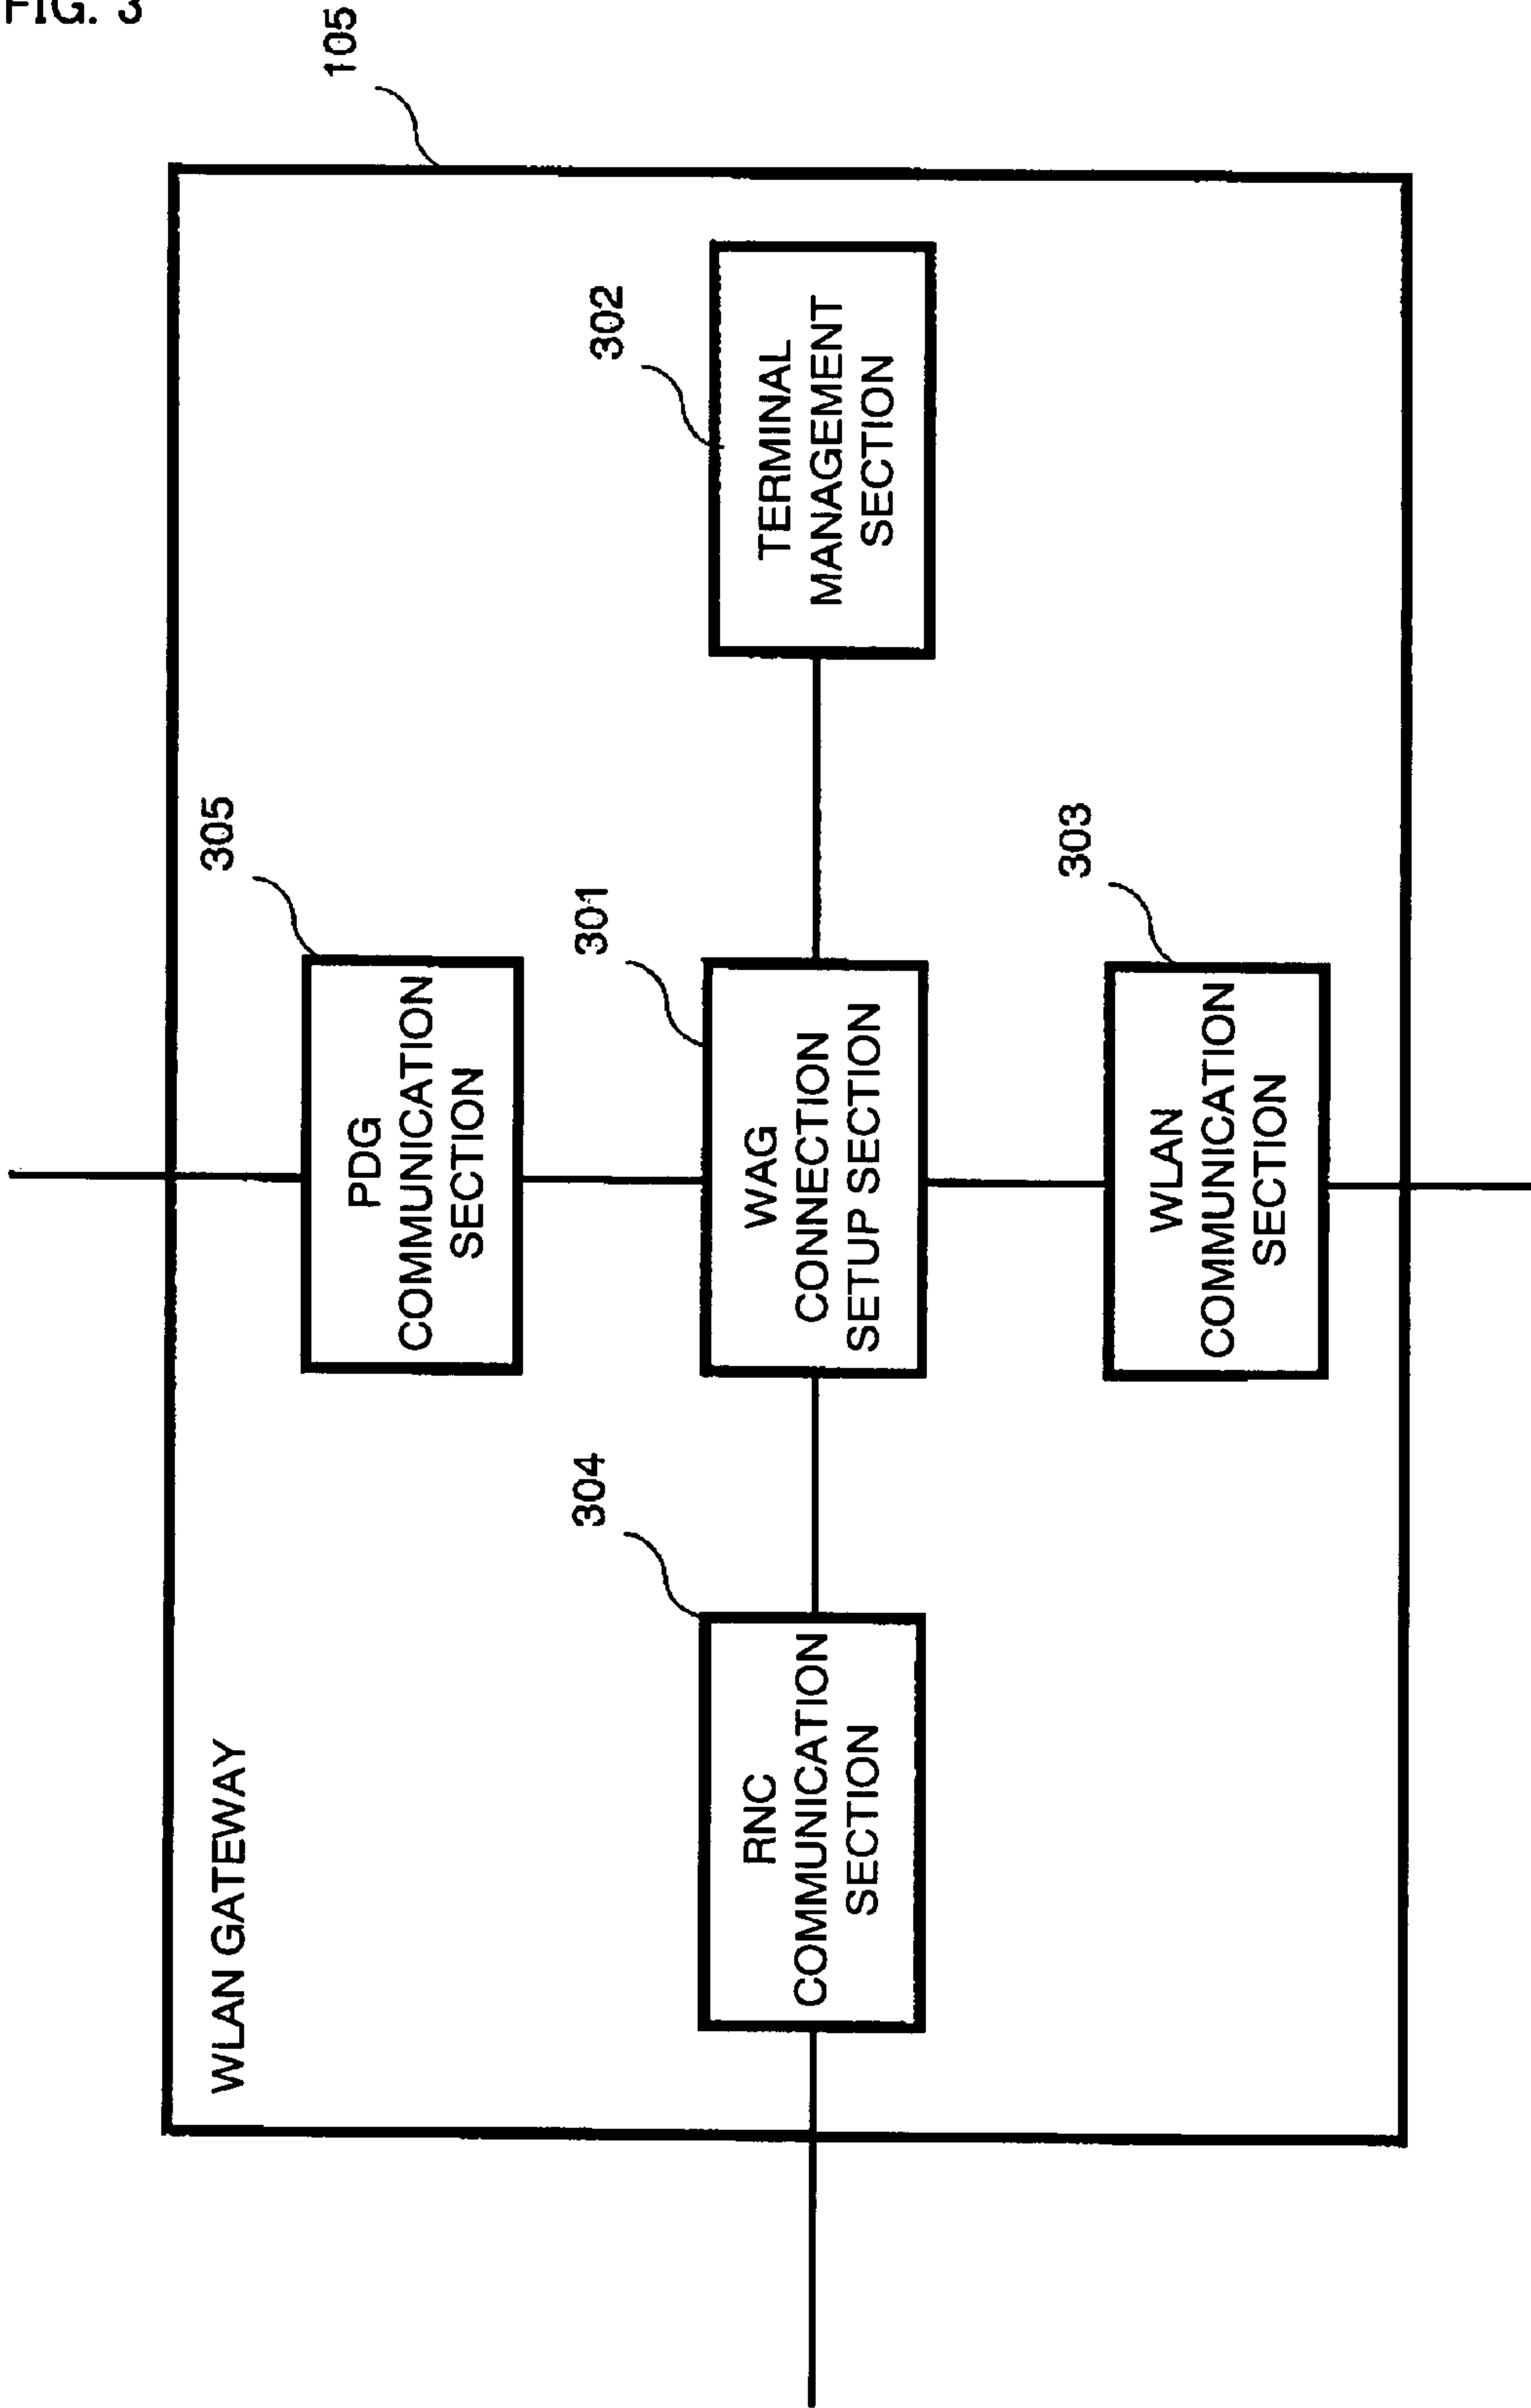 FIG. 3
105
WLAN GATEWAY
305
PDG
COMMUNICATION
SECTION
304
RNC
COMMUNICATION
SECTION
301
WAG
CONNECTION
SETUP SECTION
302
TERMINAL
MANAGEMENT
SECTION
303
WLAN
COMMUNICATION
SECTION